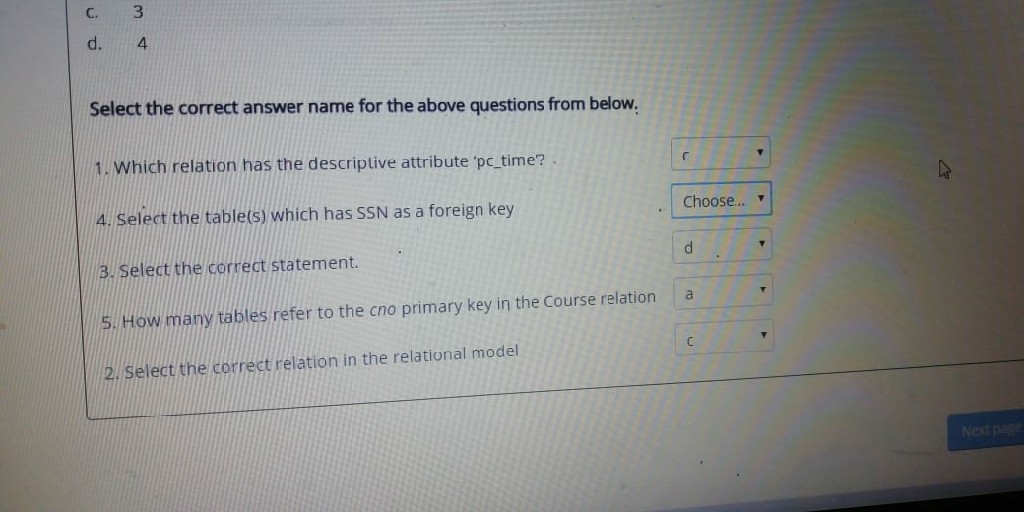 c. 3
d. 4
Select the correct answer name for the above questions from below.
1. Which relation has the descriptive attribute 'pc_time'? r
4. Select the table(s) which has SSN as a foreign key Choose...
3. Select the correct statement. d
5. How many tables refer to the cno primary key in the Course relation a
2. Select the correct relation in the relational model c
Next page